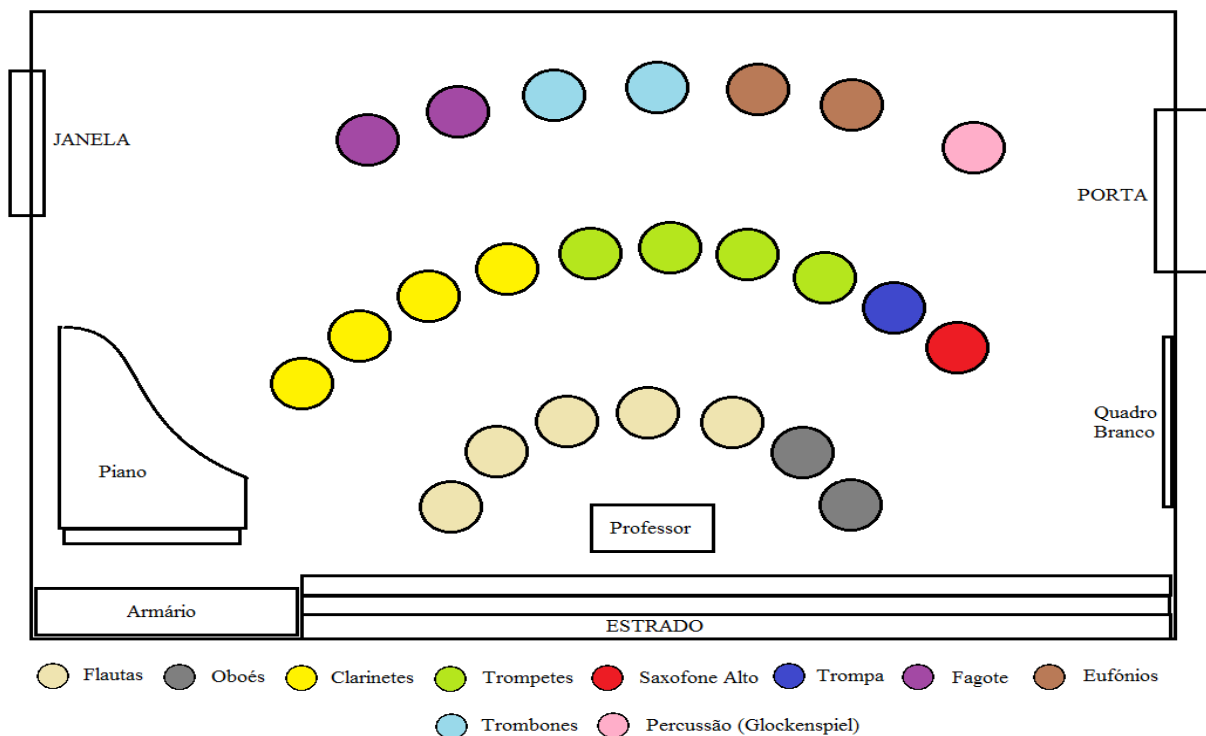 JANELA
PORTA
Quadro
Branco
Piano
Professor
Armário
ESTRADO
Flautas
Oboés
Clarinetes
Trompetes
Saxofone Alto
Trompa
Fagote
Eufónios
Trombones
Percussão (Glockenspiel)